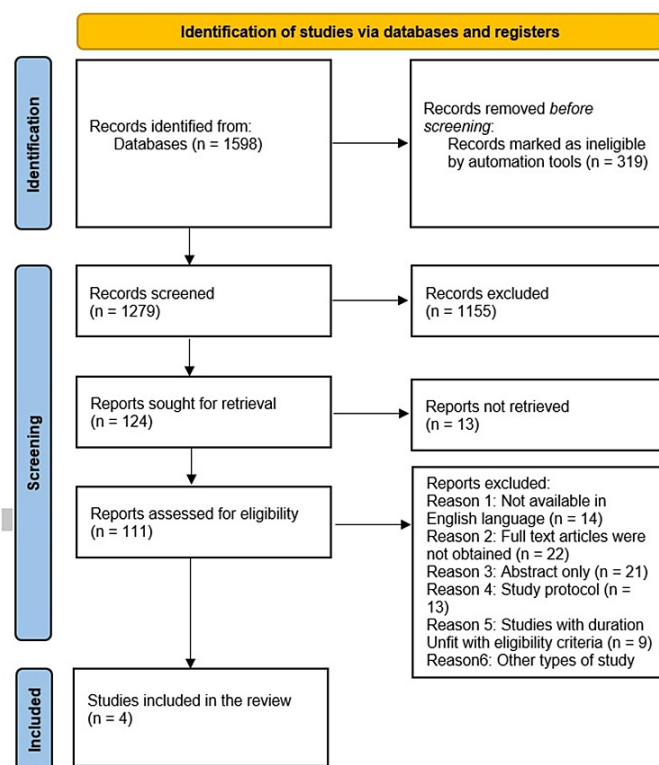 Identification of studies via databases and registers
Identification
Records identified from:
Databases (n = 1598)
Records removed before
screening:
Records marked as ineligible
by automation tools (n = 319)
Screening
Records screened
(n = 1279)
Records excluded
(n = 1155)
Reports sought for retrieval
(n = 124)
Reports not retrieved
(n = 13)
Reports assessed for eligibility
(n = 111)
Reports excluded:
Reason 1: Not available in
English language (n = 14)
Reason 2: Full text articles were
not obtained (n = 22)
Reason 3: Abstract only (n = 21)
Reason 4: Study protocol (n =
13)
Reason 5: Studies with duration
Unfit with eligibility criteria (n = 9)
Reason6: Other types of study
Included
Studies included in the review
(n = 4)